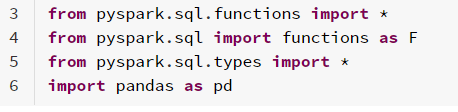 3 from pyspark.sql.functions import *
4 from pyspark.sql import functions as F
5 from pyspark.sql.types import *
6 import pandas as pd